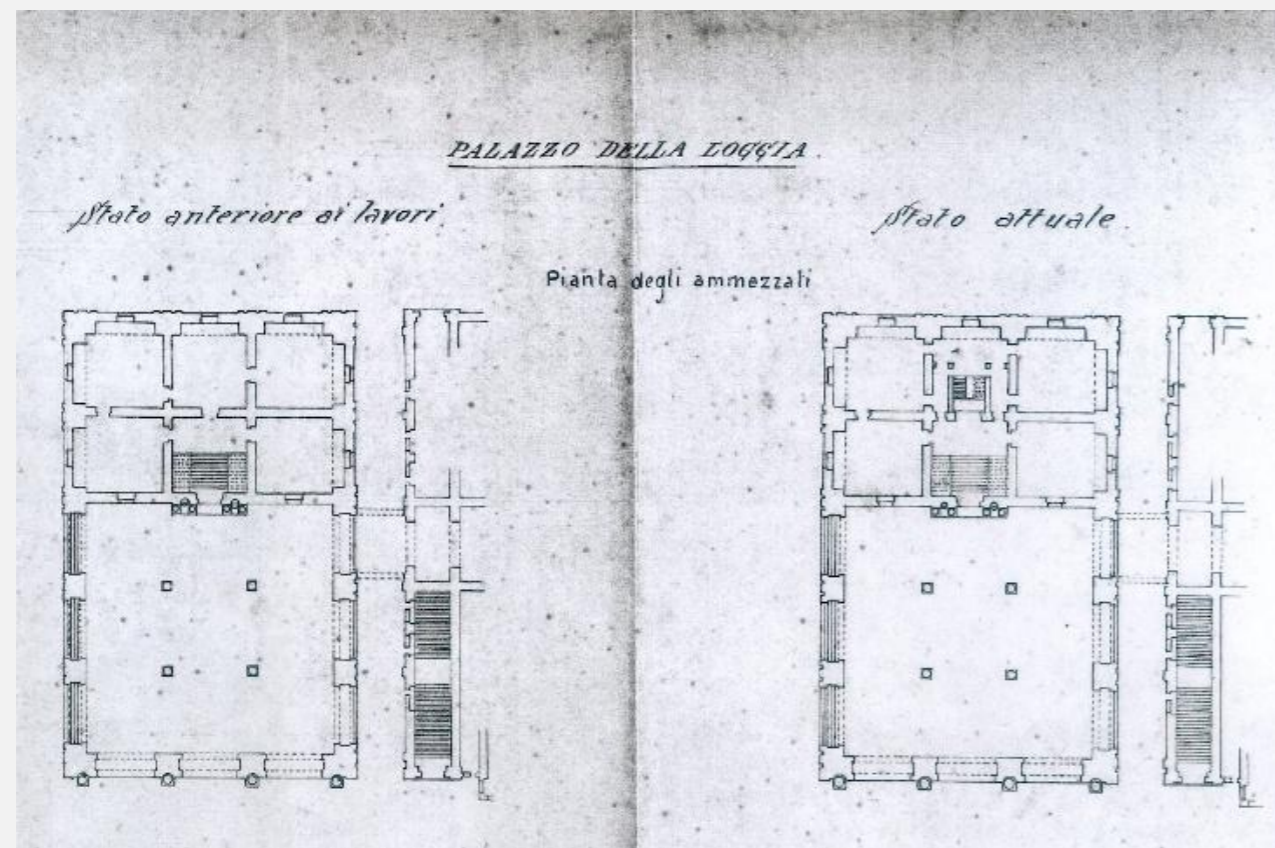 PALAZZO DELLA LOGGIA
Stato anteriore ai lavori
Stato attuale.
Pianta degli ammezzati